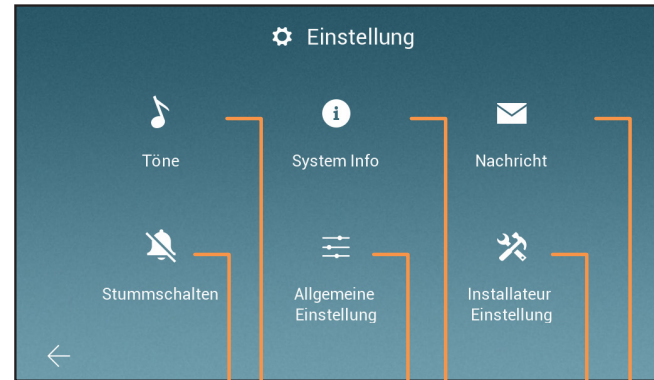 Einstellung
Töne
System Info
Nachricht
Stummschalten
Allgemeine
Einstellung
Installateur
Einstellung